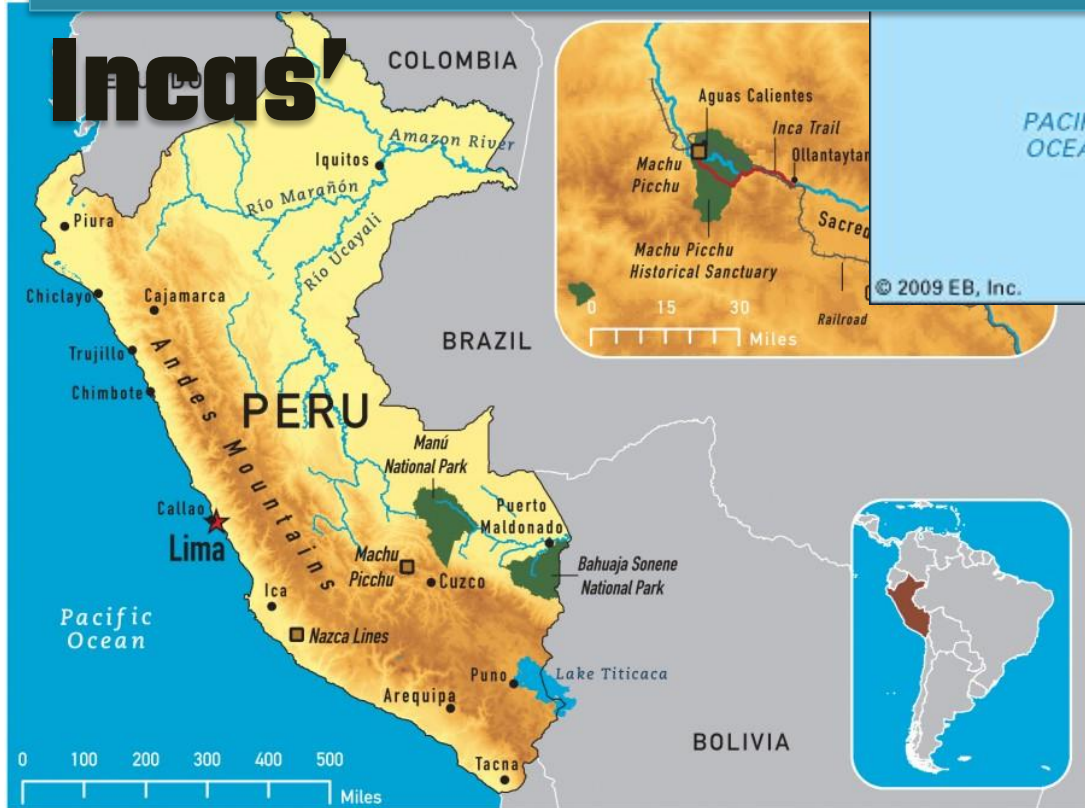 Incas'
COLOMBIA
Amazon River
Iquitos
Río Marañón
Río Ucayali
Piura
Chiclayo
Cajamarca
Trujillo
Chimbote
Andes Mountains
PERU
BRAZIL
Manú
National Park
Puerto
Maldonado
Callao
Lima
Machu
Picchu
Cuzco
Bahuaja Sonene
National Park
Ica
Nazca Lines
Pacific
Ocean
Puno
Lake Titicaca
Arequipa
BOLIVIA
Tacna
0 100 200 300 400 500
Miles
Aguas Calientes
Inca Trail
Machu
Picchu
Sacred
Machu Picchu
Historical Sanctuary
0 15 30
Miles
Railroad
© 2009 EB, Inc.